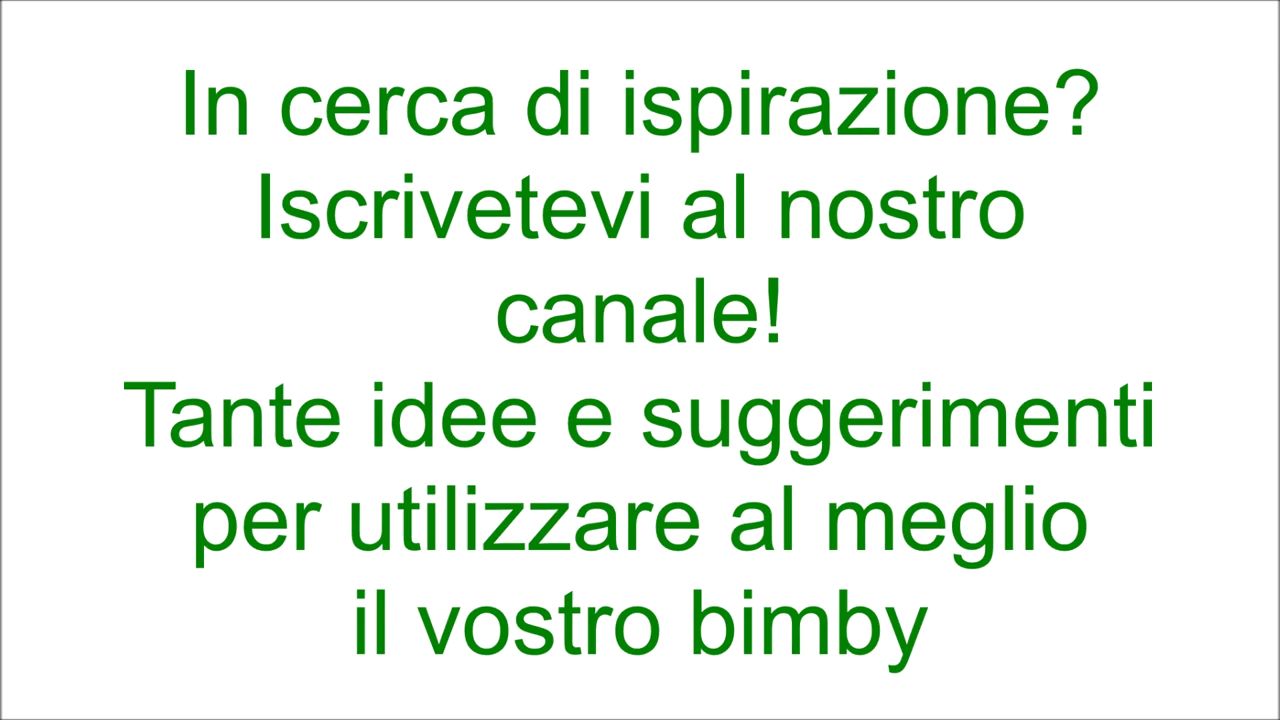 In cerca di ispirazione?
Iscrivetevi al nostro
canale!
Tante idee e suggerimenti
per utilizzare al meglio
il vostro bimby